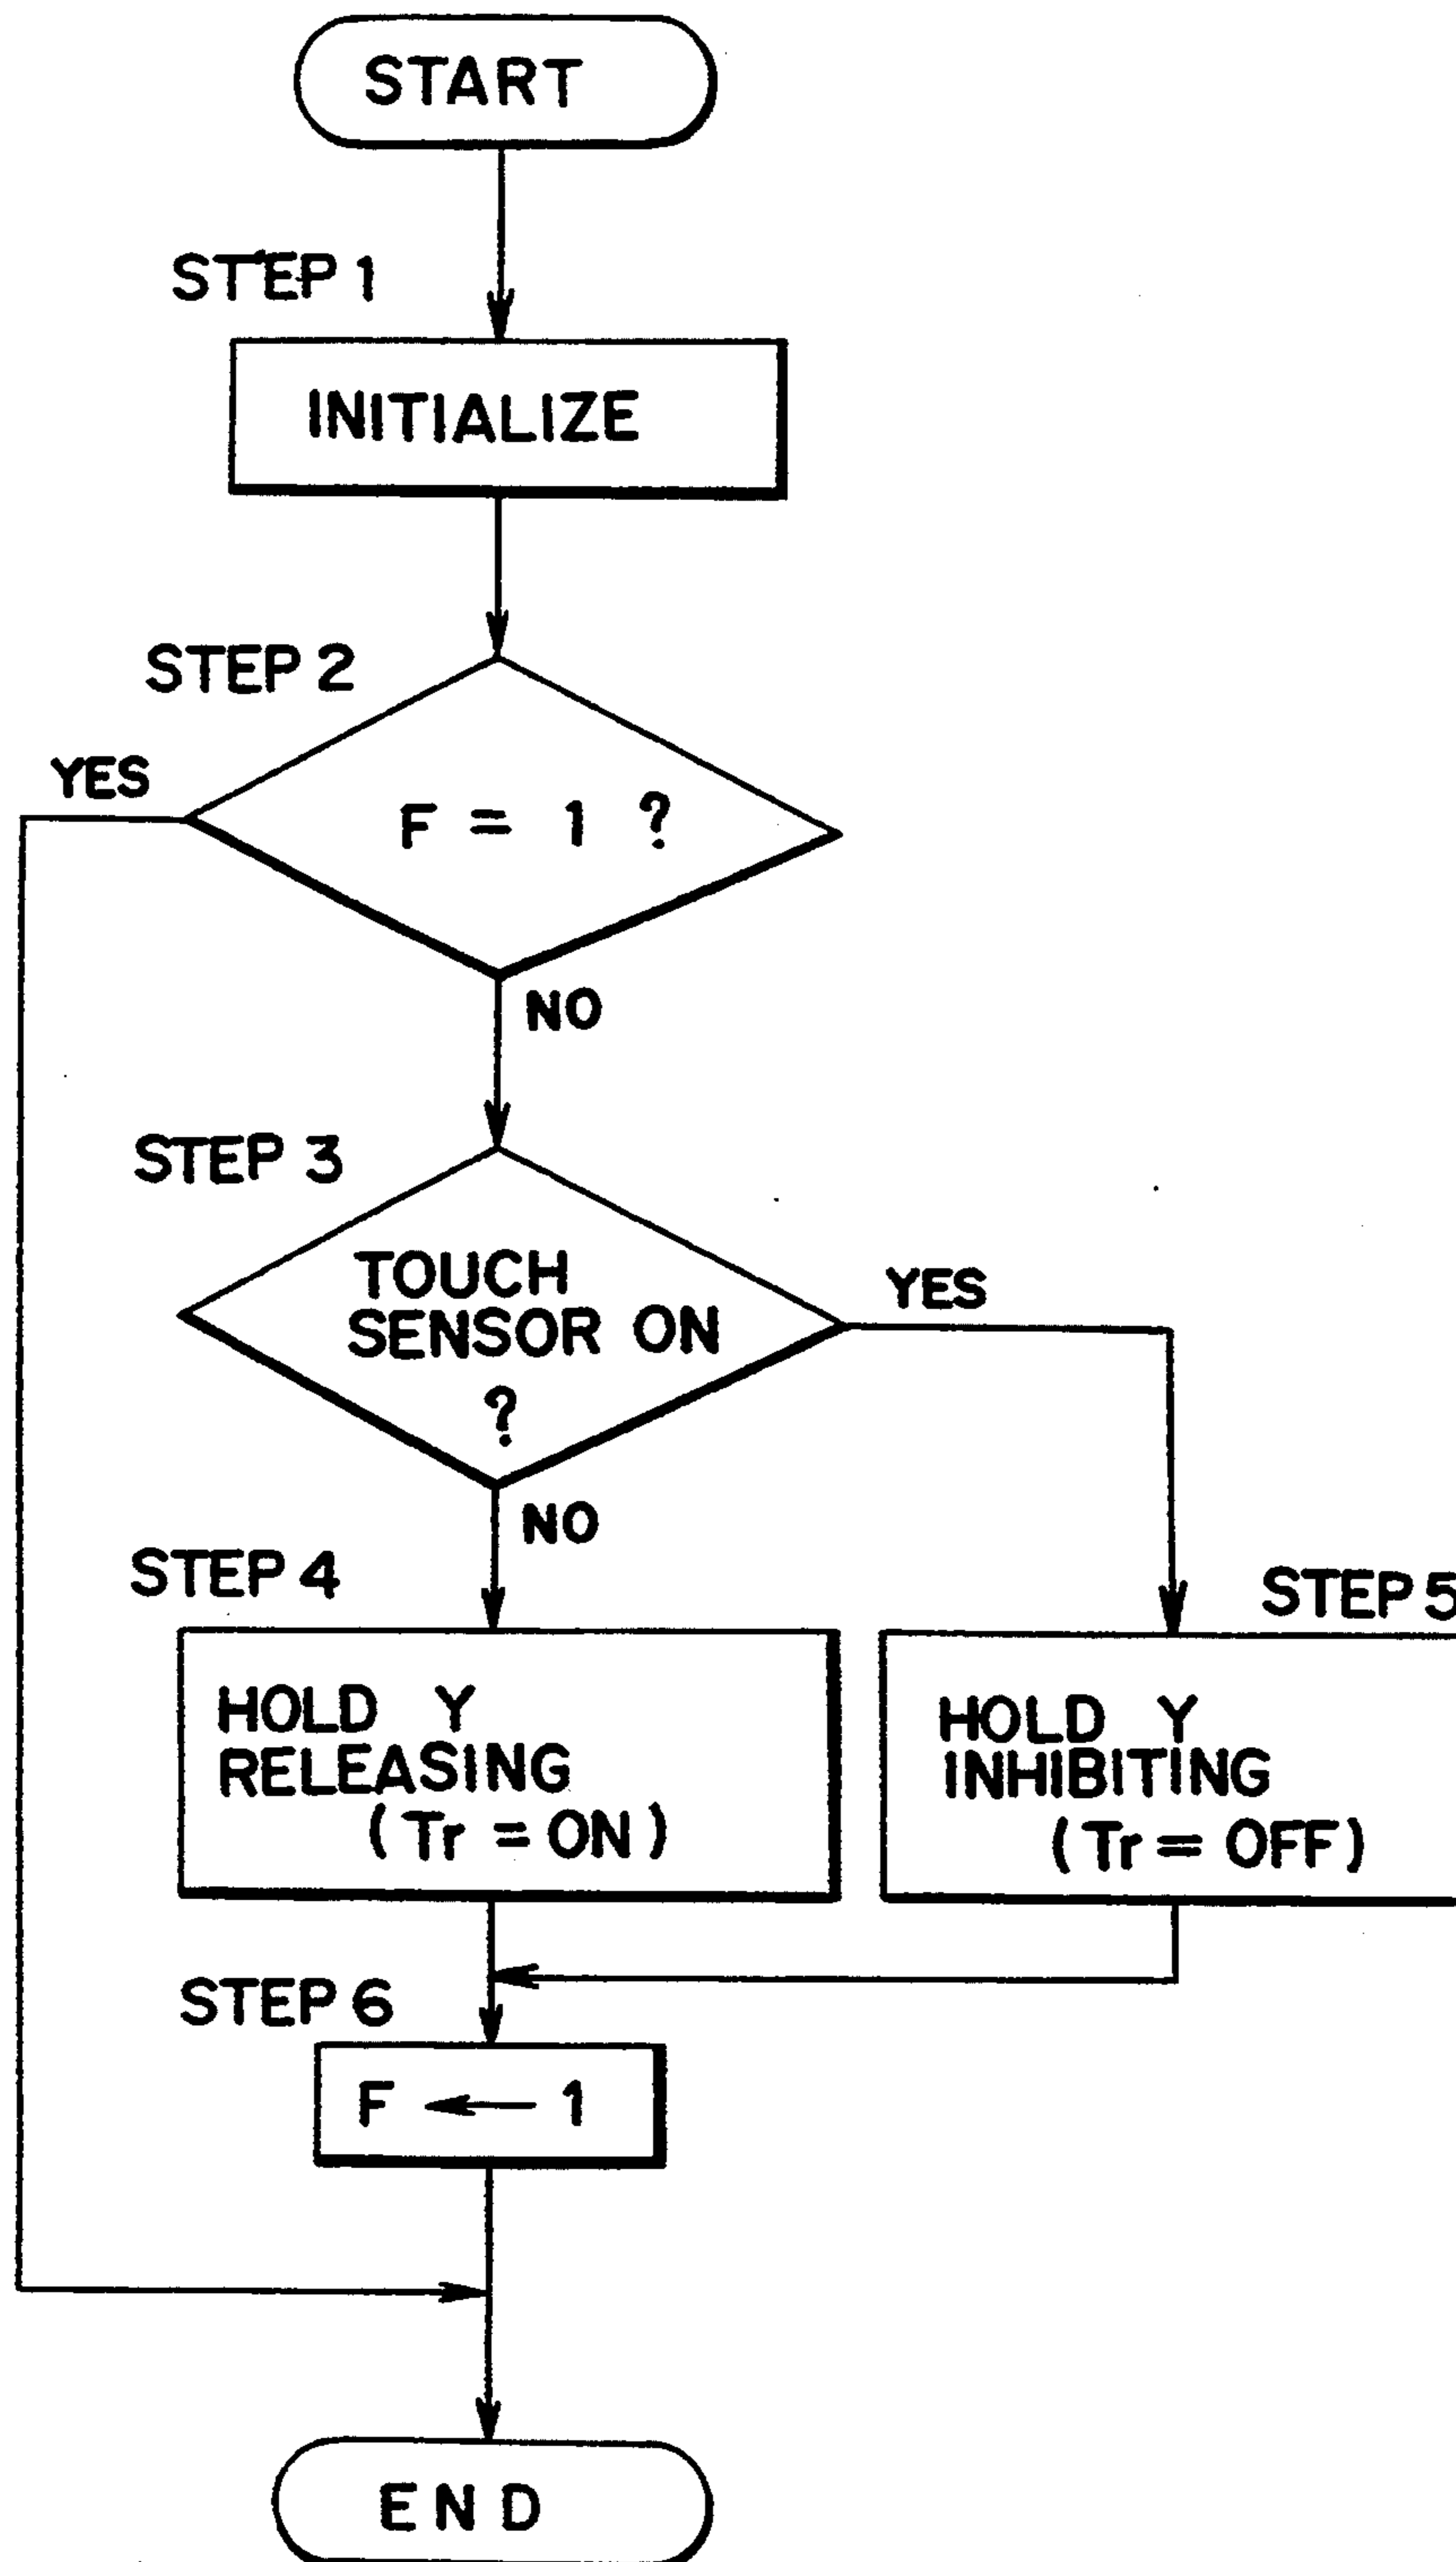 START
STEP 1
INITIALIZE
STEP 2
YES
F = 1 ?
NO
STEP 3
TOUCH
SENSOR ON
?
YES
NO
STEP 4
STEP 5
HOLD Y
RELEASING
(Tr = ON)
HOLD Y
INHIBITING
(Tr = OFF)
STEP 6
F ← 1
END